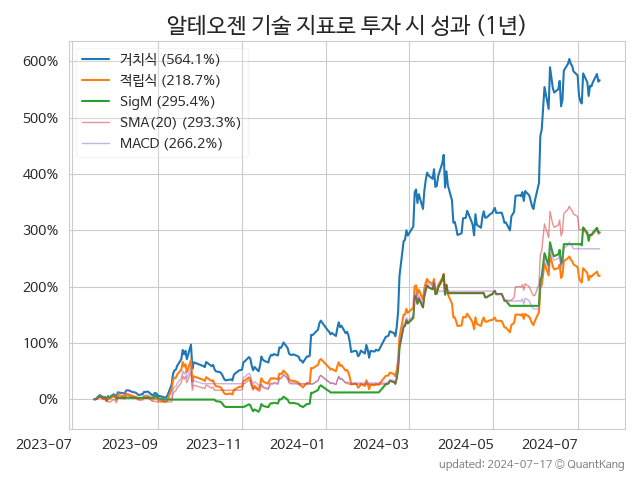 알테오젠 기술 지표로 투자 시 성과 (1년)
600%
500%
400%
300%
200%
100%
0%
거치식 (564.1%)
적립식 (218.7%)
SigM (295.4%)
SMA(20) (293.3%)
MACD (266.2%)
2023-07 2023-09 2023-11 2024-01 2024-03 2024-05 2024-07
updated: 2024-07-17 © QuantKang